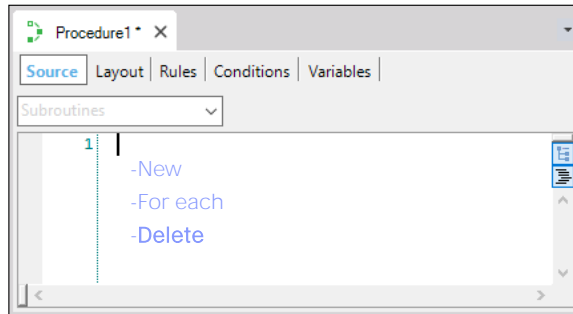 Procedure1 * X
Source Layout Rules Conditions Variables
Subroutines
1
-New
-For each
-Delete